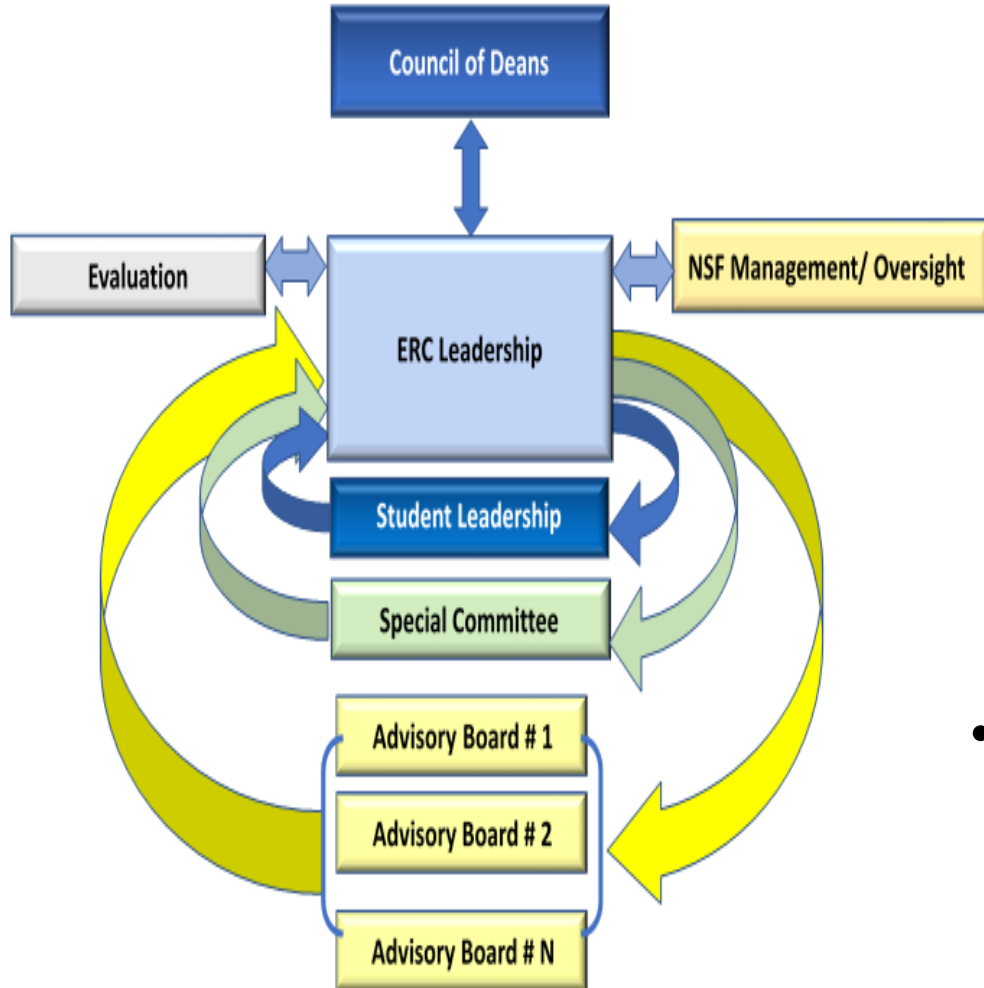 Council of Deans
Evaluation
NSF Management/ Oversight
ERC Leadership
Student Leadership
Special Committee
Advisory Board # 1
•
Advisory Board # 2
Advisory Board # N